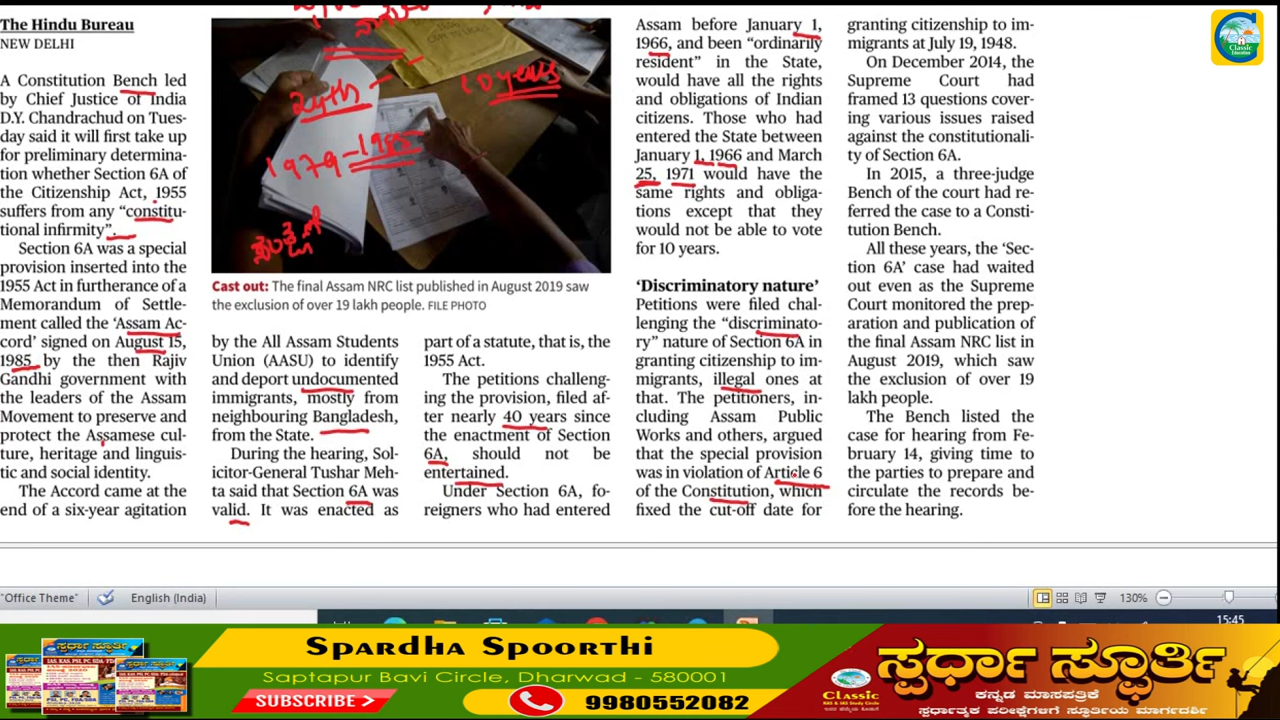 The Hindu Bureau
NEW DELHI
A Constitution Bench led
by Chief Justice of India
D.Y. Chandrachud on Tues-
day said it will first take up
for preliminary determina-
tion whether Section 6A of
the Citizenship Act, 1955
suffers from any “constitu-
tional infirmity”.
Section 6A was a special
provision inserted into the
1955 Act in furtherance of a
Memorandum of Settle-
ment called the ‘Assam Ac-
cord’ signed on August 15,
1985 by the then Rajiv
Gandhi government with
the leaders of the Assam
Movement to preserve and
protect the Assamese cul-
ture, heritage and linguis-
tic and social identity.
The Accord came at the
end of a six-year agitation
10 years
1979-1985
Cast out: The final Assam NRC list published in August 2019 saw
the exclusion of over 19 lakh people. FILE PHOTO
by the All Assam Students
Union (AASU) to identify
and deport undocumented
immigrants, mostly from
neighbouring Bangladesh,
from the State.
During the hearing, Sol-
icitor-General Tushar Meh-
ta said that Section 6A was
valid. It was enacted as
part of a statute, that is, the
1955 Act.
The petitions challeng-
ing the provision, filed af-
ter nearly 40 years since
the enactment of Section
6A, should not be
entertained.
Under Section 6A, fo-
reigners who had entered
Assam before January 1,
1966, and been “ordinarily
resident” in the State,
would have all the rights
and obligations of Indian
citizens. Those who had
entered the State between
January 1, 1966 and March
25, 1971 would have the
same rights and obliga-
tions except that they
would not be able to vote
for 10 years.
‘Discriminatory nature’
Petitions were filed chal-
lenging the “discriminato-
ry” nature of Section 6A in
granting citizenship to im-
migrants, illegal ones at
that. The petitioners, in-
cluding Assam Public
Works and others, argued
that the special provision
was in violation of Article 6
of the Constitution, which
fixed the cut-off date for
granting citizenship to im-
migrants at July 19, 1948.
On December 2014, the
Supreme Court had
framed 13 questions cover-
ing various issues raised
against the constitutionali-
ty of Section 6A.
In 2015, a three-judge
Bench of the court had re-
ferred the case to a Consti-
tution Bench.
All these years, the ‘Sec-
tion 6A’ case had waited
out even as the Supreme
Court monitored the prep-
aration and publication of
the final Assam NRC list in
August 2019, which saw
the exclusion of over 19
lakh people.
The Bench listed the
case for hearing from Fe-
bruary 14, giving time to
the parties to prepare and
circulate the records be-
fore the hearing.
Classic
Education
"Office Theme"
English (India)
130%
15:45
Spardha Spoorthi
Saptapur Bavi Circle, Dharwad - 580001
SUBSCRIBE
9980552082
Classic
KAS & IAS Study Circle
ಸ್ಪರ್ಧಾ ಸ್ಫೂರ್ತಿ
ಕನ್ನಡ ಮಾಸಪತ್ರಿಕೆ
ಸ್ಪರ್ಧಾತ್ಮಕ ಪರೀಕ್ಷೆಗಳಿಗೆ ಸ್ಫೂರ್ತಿಯ ಮಾರ್ಗದರ್ಶಿ